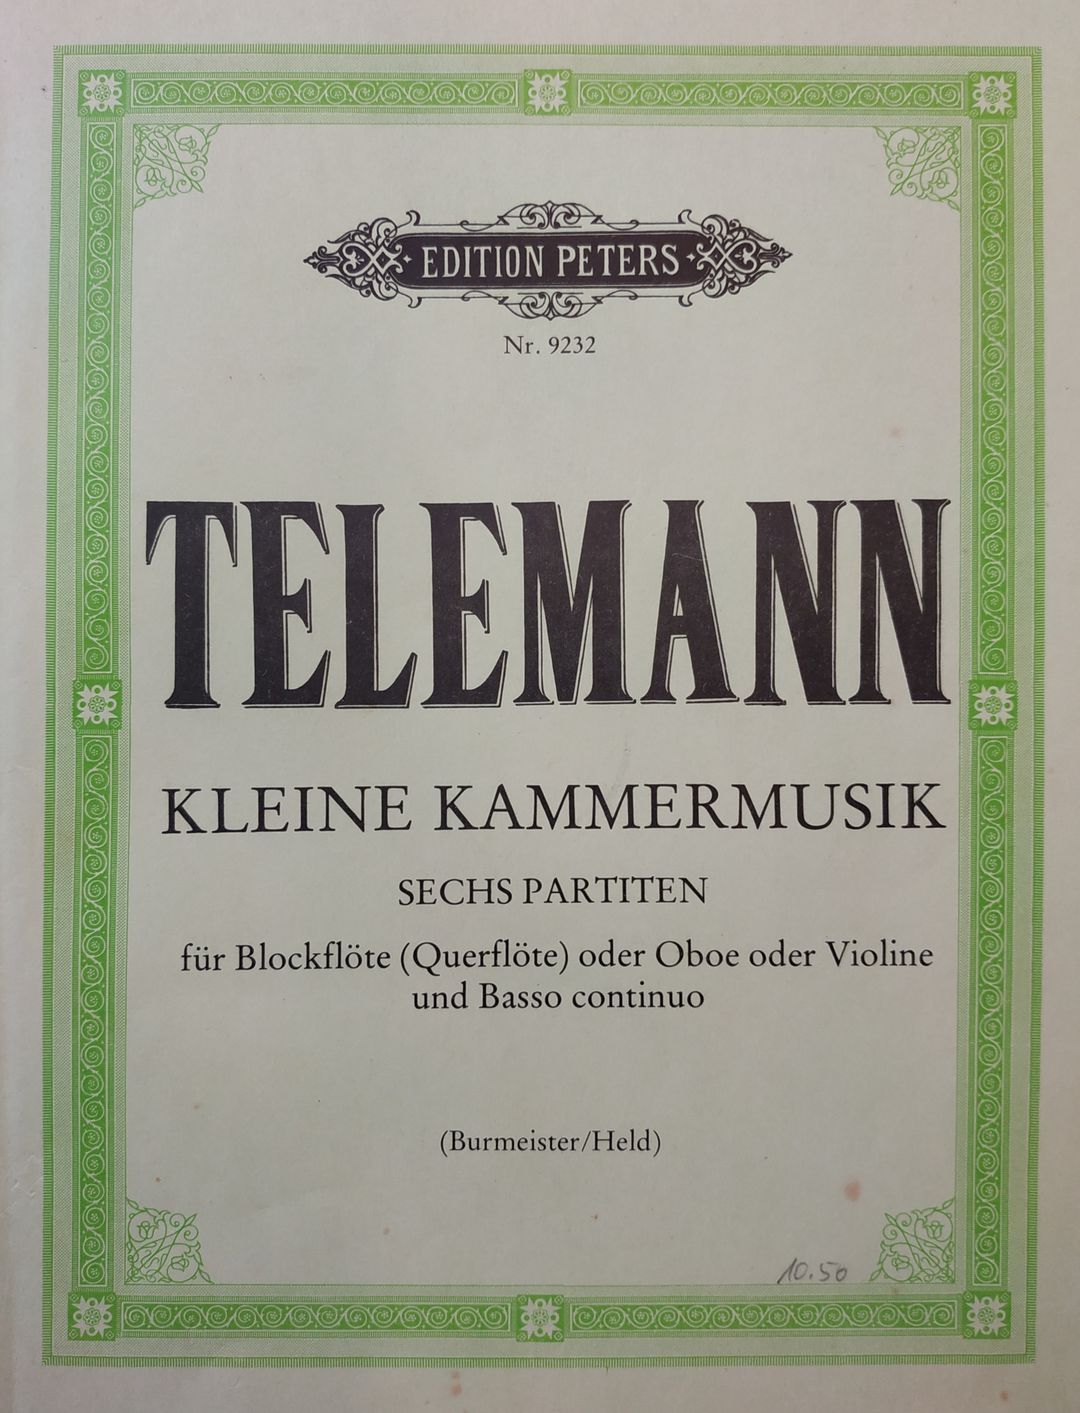 EDITION PETERS
Nr. 9232
TELEMANN
KLEINE KAMMERMUSIK
SECHS PARTITEN
für Blockflöte (Querflöte) oder Oboe oder Violine
und Basso continuo
(Burmeister/Held)
10.50